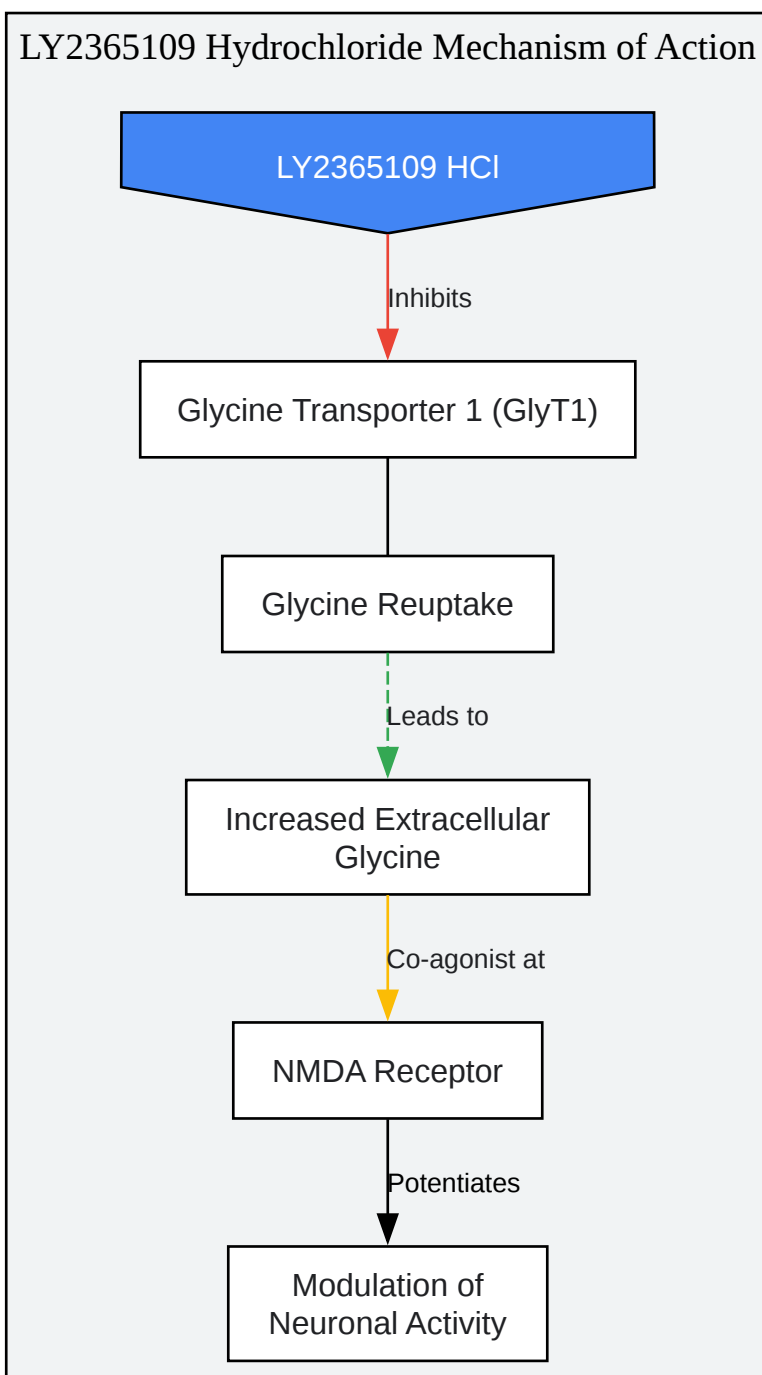 LY2365109 Hydrochloride Mechanism of Action
LY2365109 HCl
Inhibits
Glycine Transporter 1 (GlyT1)
Glycine Reuptake
Leads to
Increased Extracellular
Glycine
Co-agonist at
NMDA Receptor
Potentiates
Modulation of
Neuronal Activity